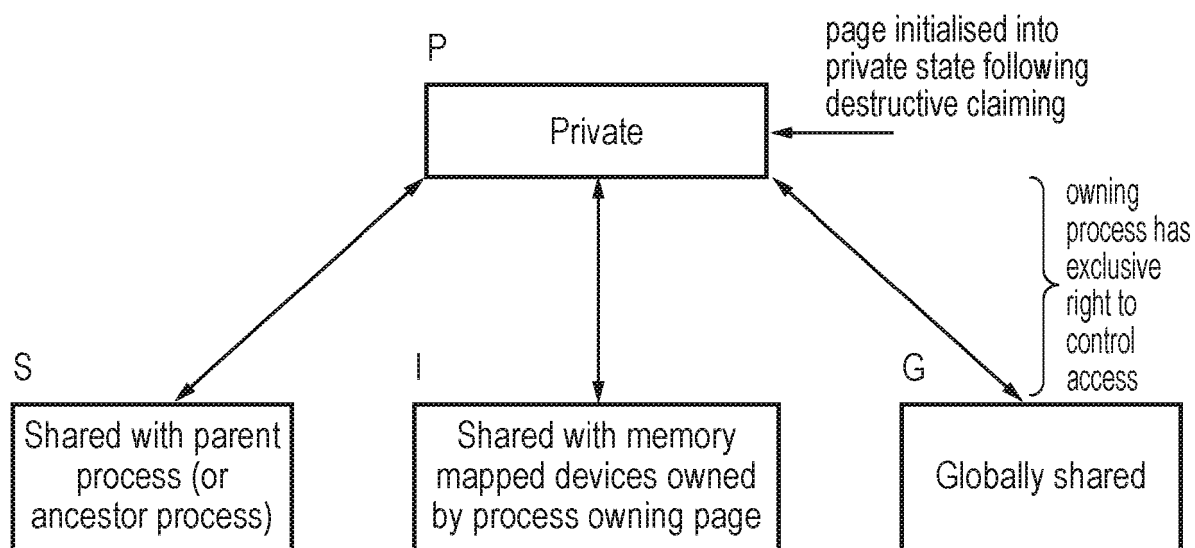 page initialised into
private state following
destructive claiming
P
Private
owning
process has
exclusive
right to
control
access
S
I
G
Shared with parent
process (or
ancestor process)
Shared with memory
mapped devices owned
by process owning page
Globally shared